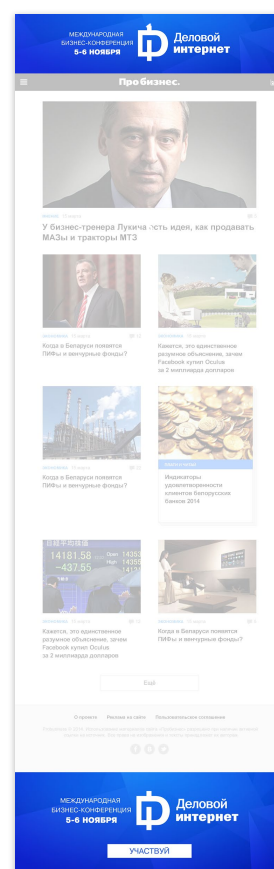 МЕЖДУНАРОДНАЯ
БИЗНЕС-КОНФЕРЕНЦИЯ
5-6 НОЯБРЯ
Деловой
интернет
Про бизнес.
У бизнес-тренера Лукича есть идея, как продавать
МАЗы и тракторы МТЗ
Когда в Беларуси появятся
ПИФы и венчурные фонды?
Кажется, это единственное
разумное объяснение, зачем
Facebook купил Oculus
за 2 миллиарда долларов
Когда в Беларуси появятся
ПИФы и венчурные фонды?
Индикаторы
удовлетворенности
клиентов белорусских
банков 2014
14181.58
-437.55
Кажется, это единственное
разумное объяснение, зачем
Facebook купил Oculus
за 2 миллиарда долларов
Когда в Беларуси появятся
ПИФы и венчурные фонды?
Ещё
О проекте Реклама на сайте Пользовательское соглашение
МЕЖДУНАРОДНАЯ
БИЗНЕС-КОНФЕРЕНЦИЯ
5-6 НОЯБРЯ
Деловой
интернет
УЧАСТВУЙ